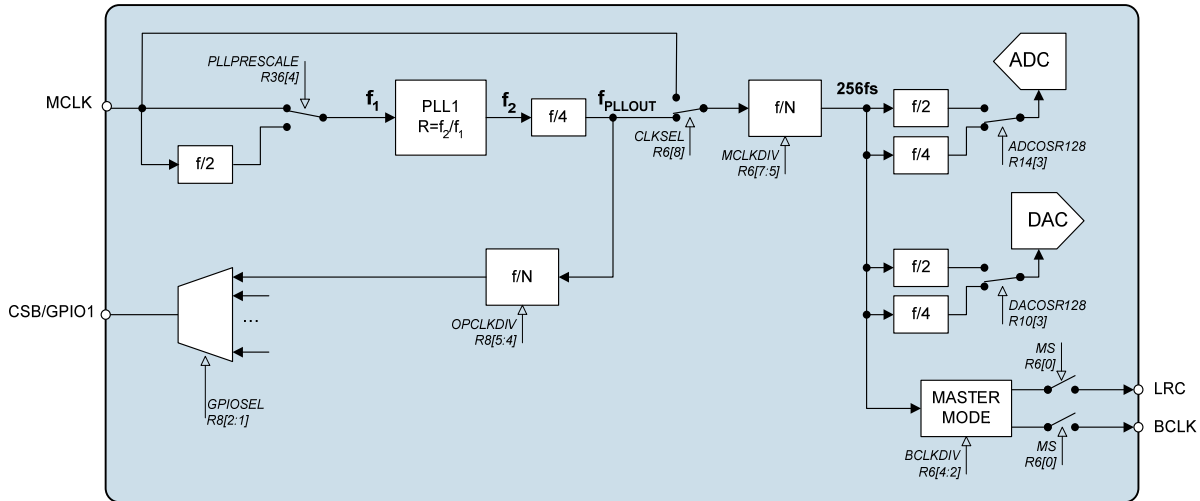 PLLPRESCALE
R36[4]
MCLK
f1
PLL1
R=f2/f1
f2
f/4
fPLLOUT
CLKSEL
R6[8]
f/N
MCLKDIV
R6[7:5]
256fs
f/2
f/4
ADC
ADCOSR128
R14[3]
f/2
DAC
f/2
f/4
DACOSR128
R10[3]
CSB/GPIO1
...
f/N
OPCLKDIV
R8[5:4]
GPIOSEL
R8[2:1]
MASTER
MODE
BCLKDIV
R6[4:2]
MS
R6[0]
LRC
BCLK
MS
R6[0]